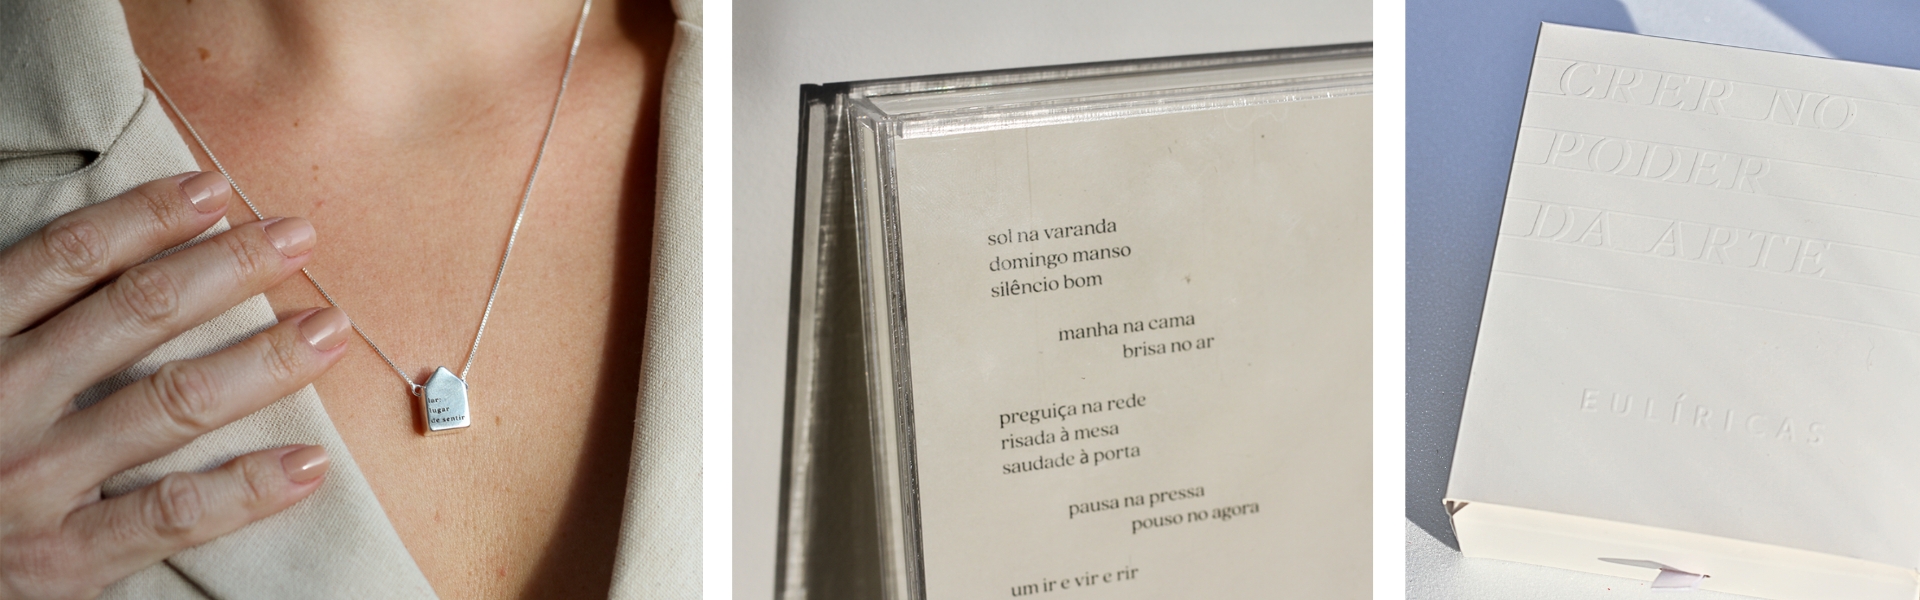 lar:
lugar
de sentir
sol na varanda
domingo manso
silêncio bom
manha na cama
brisa no ar
preguiça na rede
risada à mesa
saudade à porta
pausa na pressa
pouso no agora
um ir e vir e rir
CRER NO
PODER
DA ARTE
EULÍRICAS